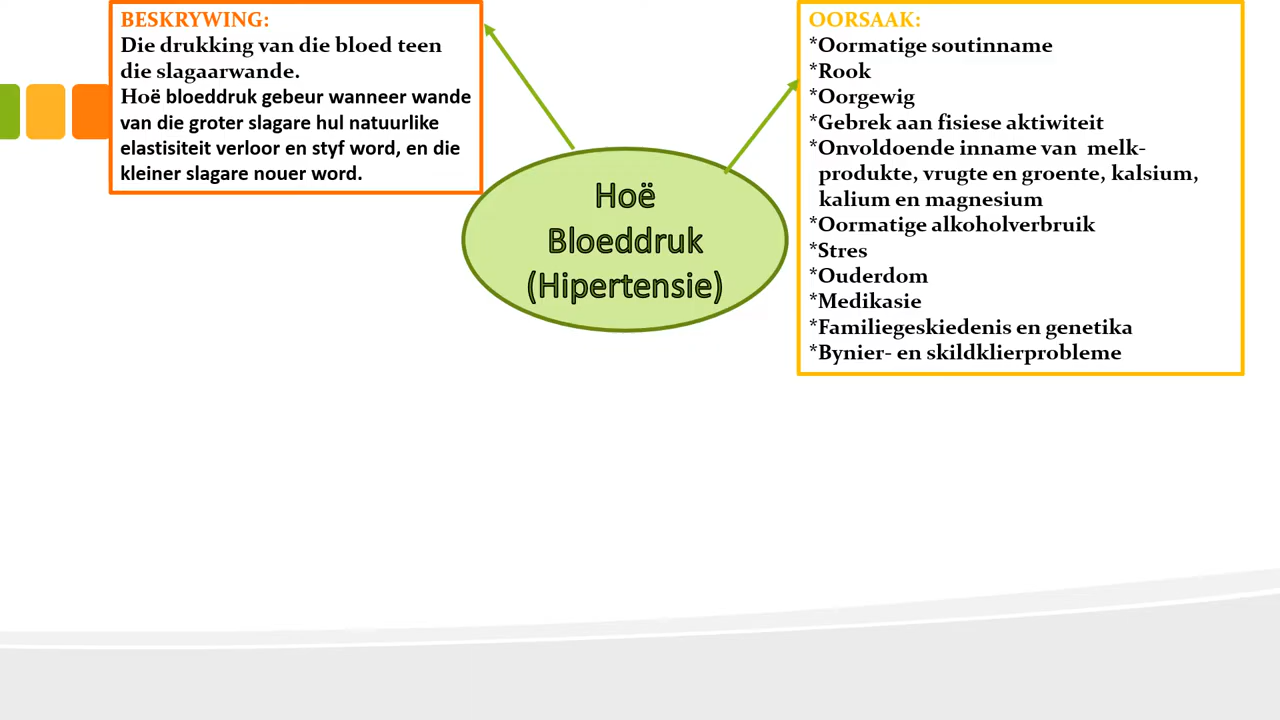 BESKRYWING:
Die drukking van die bloed teen
die slagaarwande.
Hoë bloeddruk gebeur wanneer wande
van die groter slagare hul natuurlike
elastisiteit verloor en styf word, en die
kleiner slagare nouer word.
Hoë
Bloeddruk
(Hipertensie)
OORSAAK:
*Oormatige soutinname
*Rook
*Oorgewig
*Gebrek aan fisiese aktiwiteit
*Onvoldoende inname van melk-
produkte, vrugte en groente, kalsium,
kalium en magnesium
*Oormatige alkoholverbruik
*Stres
*Ouderdom
*Medikasie
*Familiegeskiedenis en genetika
*Bynier- en skildklierprobleme